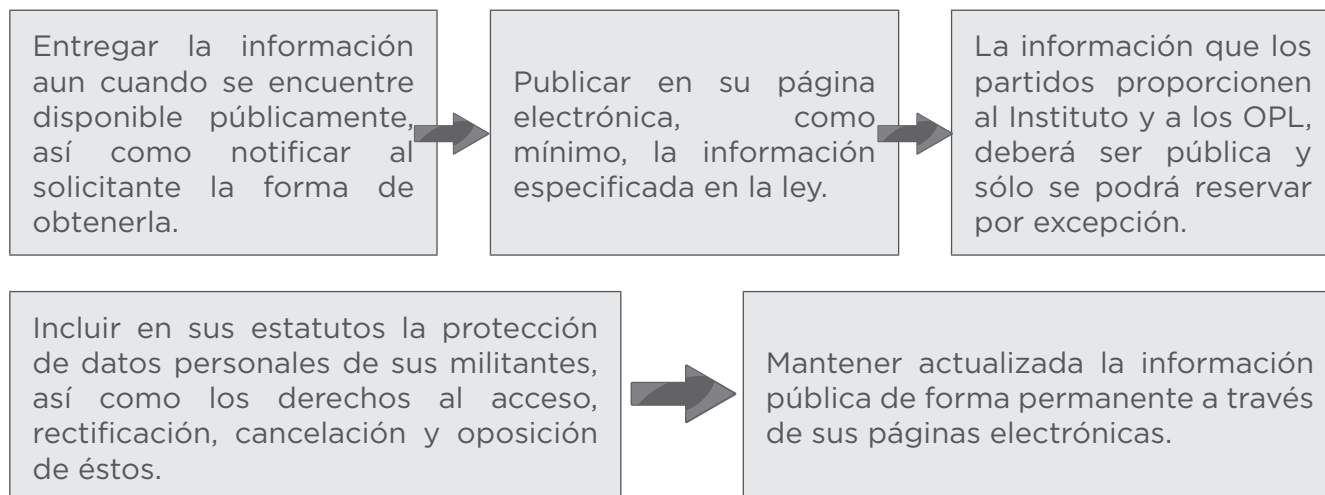 Entregar la información
aun cuando se encuentre
disponible públicamente,
así como notificar al
solicitante la forma de
obtenerla.
Publicar en su página
electrónica, como
mínimo, la información
especificada en la ley.
La información que los
partidos proporcionen
al Instituto y a los OPL,
deberá ser pública y
sólo se podrá reservar
por excepción.
Incluir en sus estatutos la protección
de datos personales de sus militantes,
así como los derechos al acceso,
rectificación, cancelación y oposición
de éstos.
Mantener actualizada la información
pública de forma permanente a través
de sus páginas electrónicas.